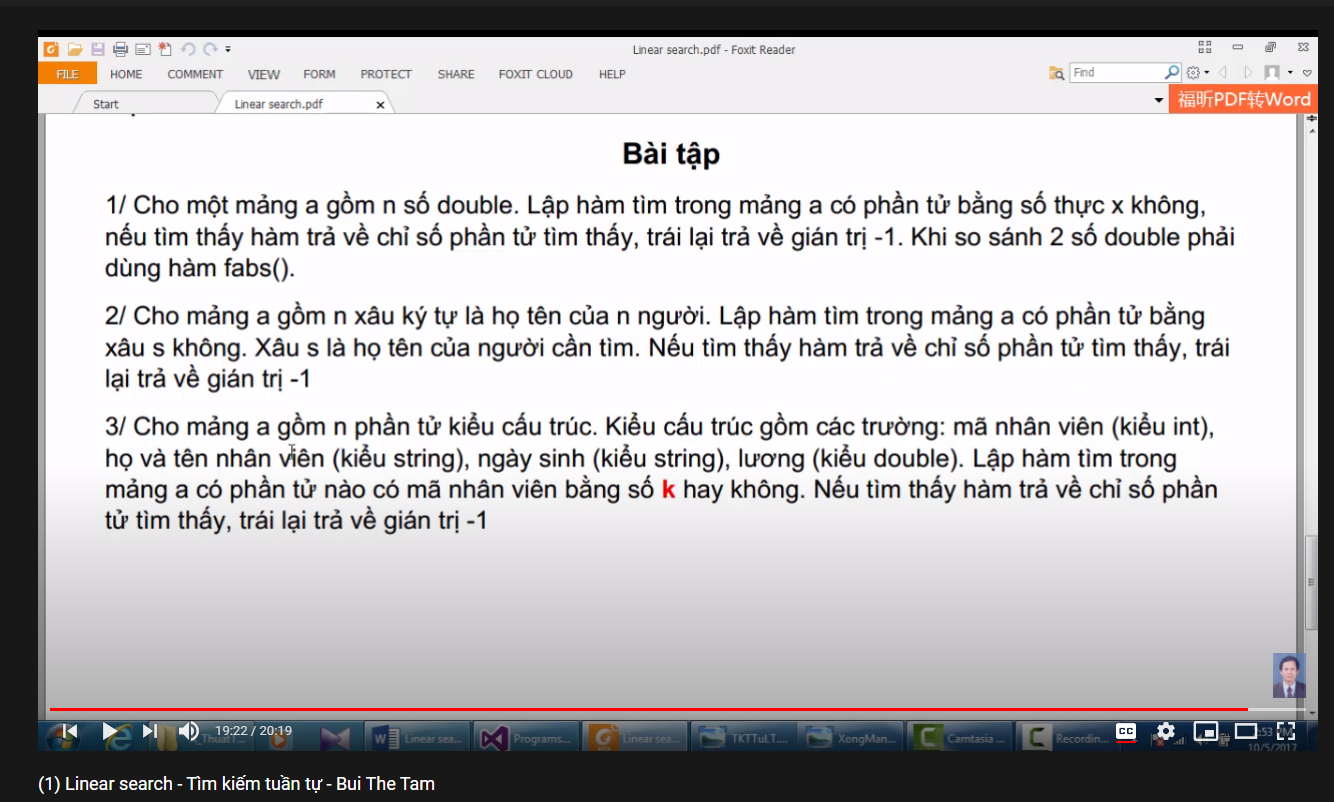 Linear search.pdf - Foxit Reader
FILE HOME COMMENT VIEW FORM PROTECT SHARE FOXIT CLOUD HELP
Find
Start Linear search.pdf
福昕PDF转Word
Bài tập
1/ Cho một mảng a gồm n số double. Lập hàm tìm trong mảng a có phần tử bằng số thực x không,
nếu tìm thấy hàm trả về chỉ số phần tử tìm thấy, trái lại trả về gián trị -1. Khi so sánh 2 số double phải
dùng hàm fabs().
2/ Cho mảng a gồm n xâu ký tự là họ tên của n người. Lập hàm tìm trong mảng a có phần tử bằng
xâu s không. Xâu s là họ tên của người cần tìm. Nếu tìm thấy hàm trả về chỉ số phần tử tìm thấy, trái
lại trả về gián trị -1
3/ Cho mảng a gồm n phần tử kiểu cấu trúc. Kiểu cấu trúc gồm các trường: mã nhân viên (kiểu int),
họ và tên nhân viên (kiểu string), ngày sinh (kiểu string), lương (kiểu double). Lập hàm tìm trong
mảng a có phần tử nào có mã nhân viên bằng số k hay không. Nếu tìm thấy hàm trả về chỉ số phần
tử tìm thấy, trái lại trả về gián trị -1
19:22 / 20:19
Linear sea... Programs... Linear sea... TKTTuLT.... XongMan... Camtasia ... Recordin... CC
10/5/2017
(1) Linear search - Tìm kiếm tuần tự - Bui The Tam